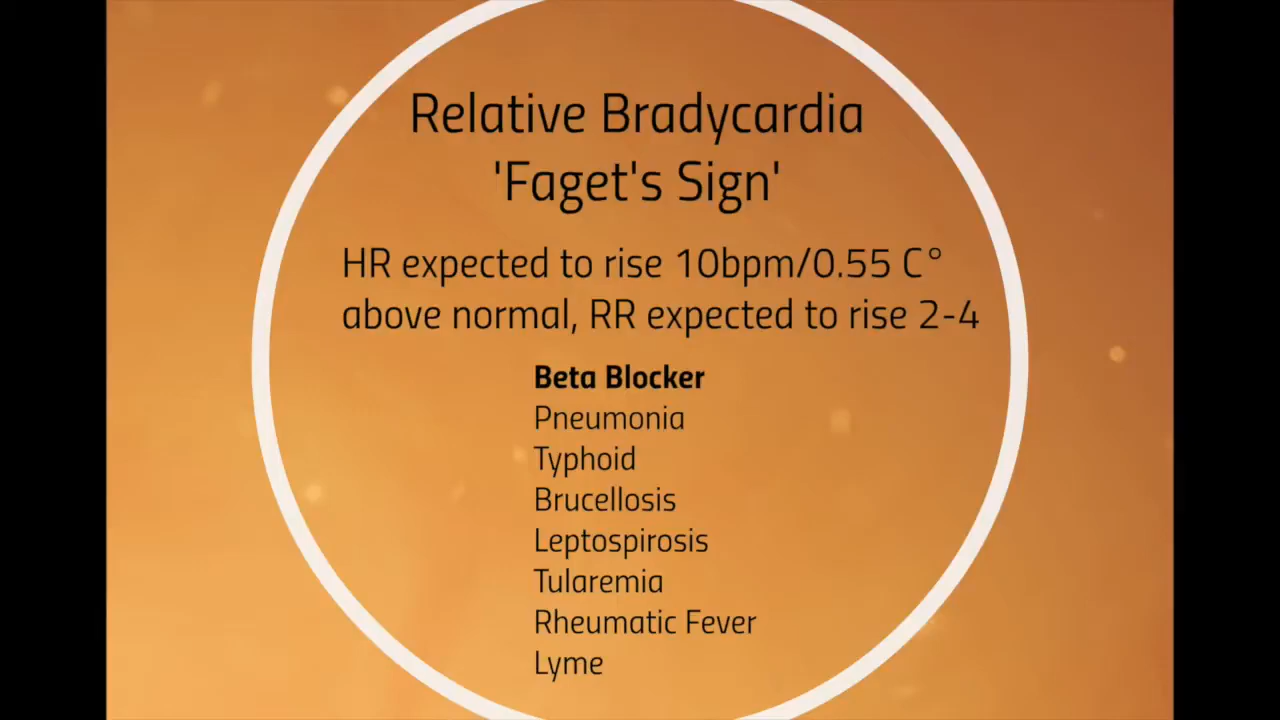 Relative Bradycardia
'Faget's Sign'
HR expected to rise 10bpm/0.55 C°
above normal, RR expected to rise 2-4
Beta Blocker
Pneumonia
Typhoid
Brucellosis
Leptospirosis
Tularemia
Rheumatic Fever
Lyme